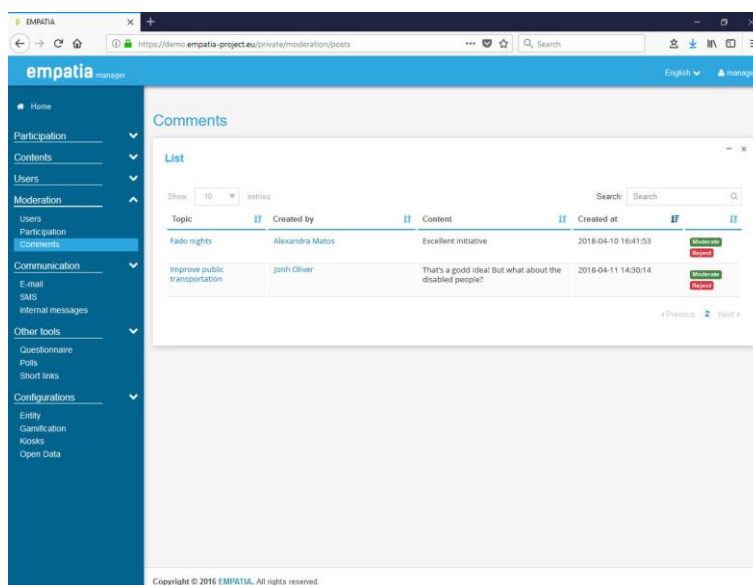 EMPATIA
https://demo.empatia-project.eu/private/moderation/posts
Search
empatia manager
English
manage
Home
Participation
Contents
Users
Moderation
Users
Participation
Comments
Communication
E-mail
SMS
Internal messages
Other tools
Questionnaire
Polls
Short links
Configurations
Entity
Gamification
Kiosks
Open Data
Comments
List
Show 10 entries
Search: Search
Topic Created by Content Created at
Fado nights Alexandra Matos Excellent initiative 2018-04-10 16:41:53 Moderate
Reject
Improve public Jonh Oliver That's a godd idea! But what about the 2018-04-11 14:30:14 Moderate
transportation disabled people? Reject
Previous 2 Next
Copyright © 2016 EMPATIA. All rights reserved.